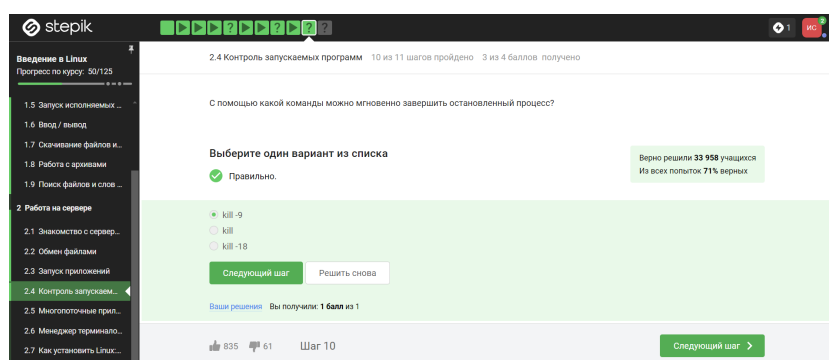 stepik
1
ИС
2
Введение в Linux
Прогресс по курсу: 50/125
2.4 Контроль запускаемых программ 10 из 11 шагов пройдено 3 из 4 баллов получено
1.5 Запуск исполняемых ...
1.6 Ввод / вывод
1.7 Скачивание файлов и...
1.8 Работа с архивами
1.9 Поиск файлов и слов ...
2 Работа на сервере
2.1 Знакомство с сервер...
2.2 Обмен файлами
2.3 Запуск приложений
2.4 Контроль запускаем...
2.5 Многопоточные прил...
2.6 Менеджер терминало...
2.7 Как установить Linux:...
С помощью какой команды можно мгновенно завершить остановленный процесс?
Выберите один вариант из списка
Правильно.
Верно решили 33 958 учащихся
Из всех попыток 71% верных
kill -9
kill
kill -18
Следующий шаг Решить снова
Ваши решения Вы получили: 1 балл из 1
835 61 Шаг 10 Следующий шаг